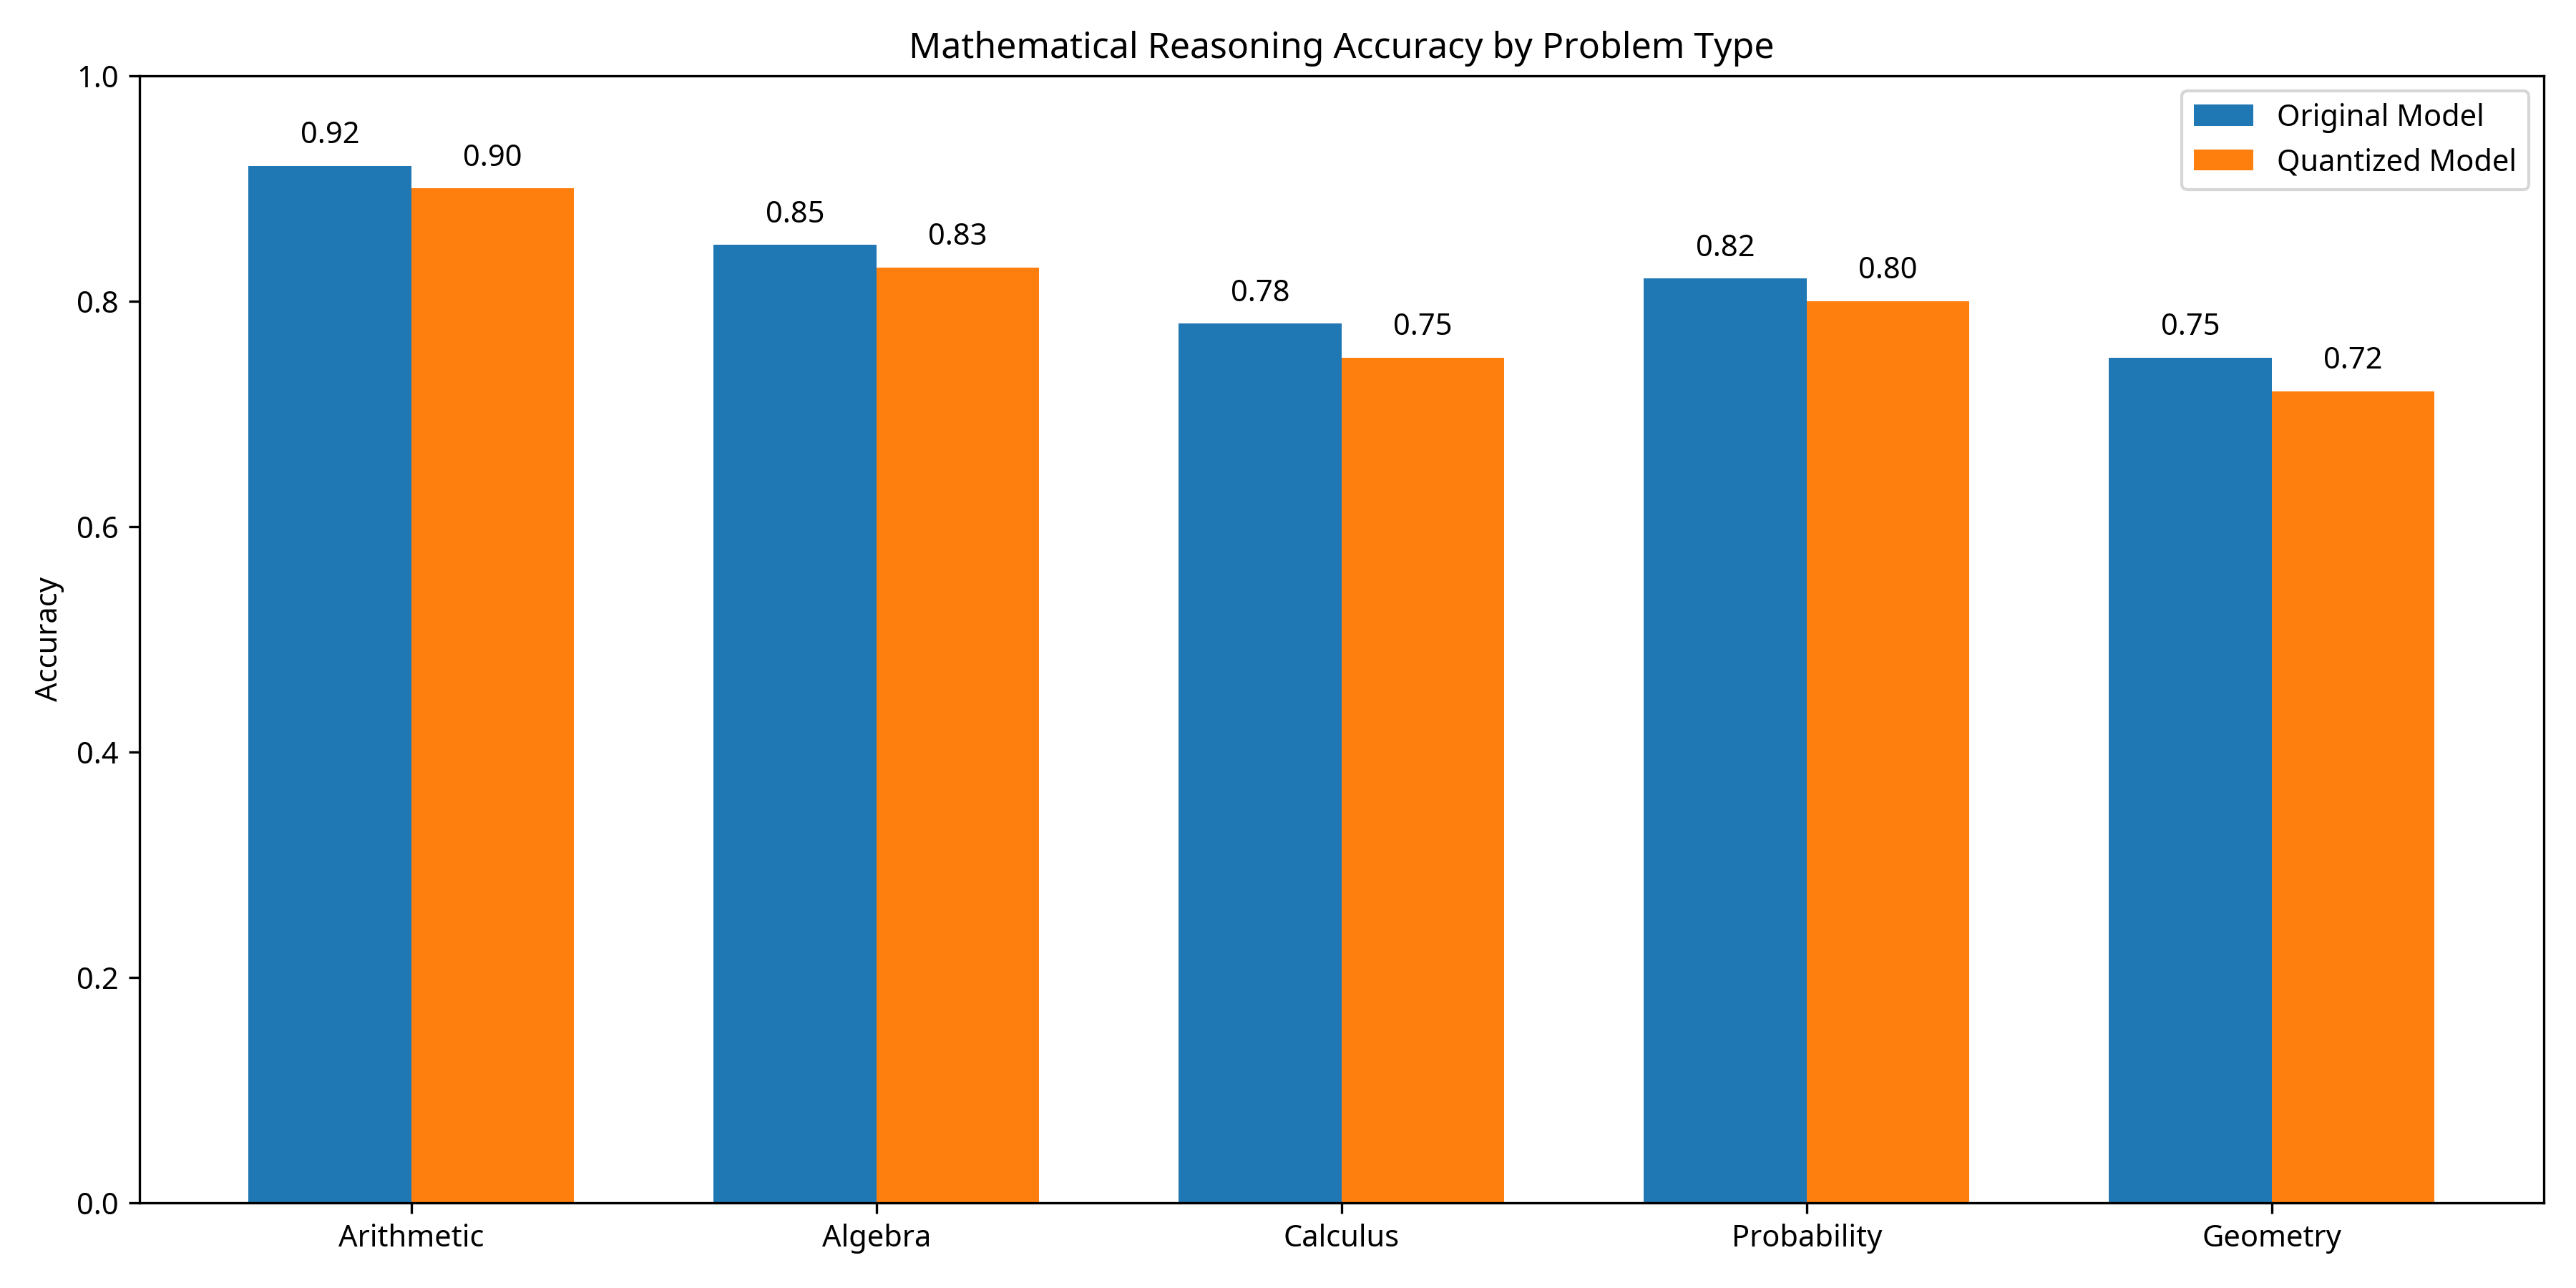 Mathematical Reasoning Accuracy by Problem Type
Original Model
Quantized Model
Accuracy
1.0
0.8
0.6
0.4
0.2
0.0
0.92
0.90
0.85
0.83
0.78
0.75
0.82
0.80
0.75
0.72
Arithmetic
Algebra
Calculus
Probability
Geometry